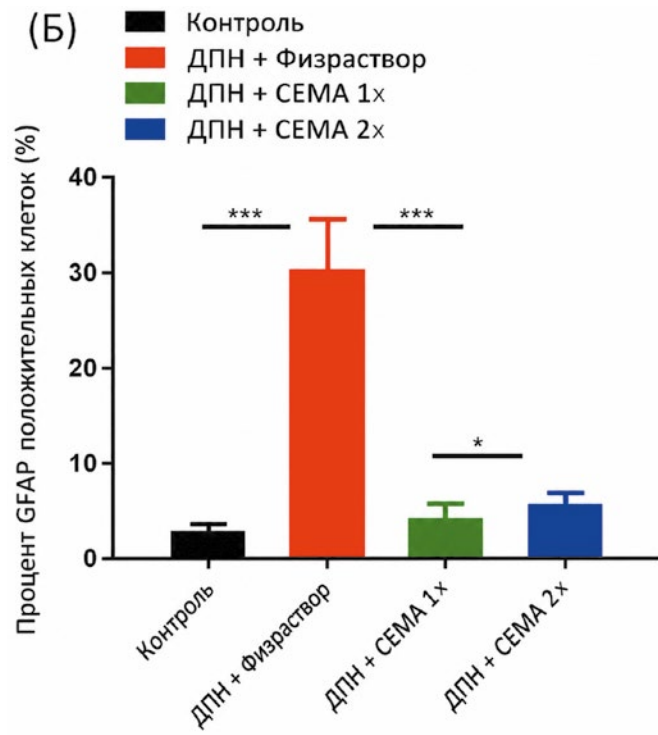 (Б)
Контроль
ДПН + Физраствор
ДПН + СЕМА 1x
ДПН + СЕМА 2x
Процент GFAP положительных клеток (%)
40
30
20
10
0
***
***
*
Контроль
ДПН + Физраствор
ДПН + СЕМА 1x
ДПН + СЕМА 2x